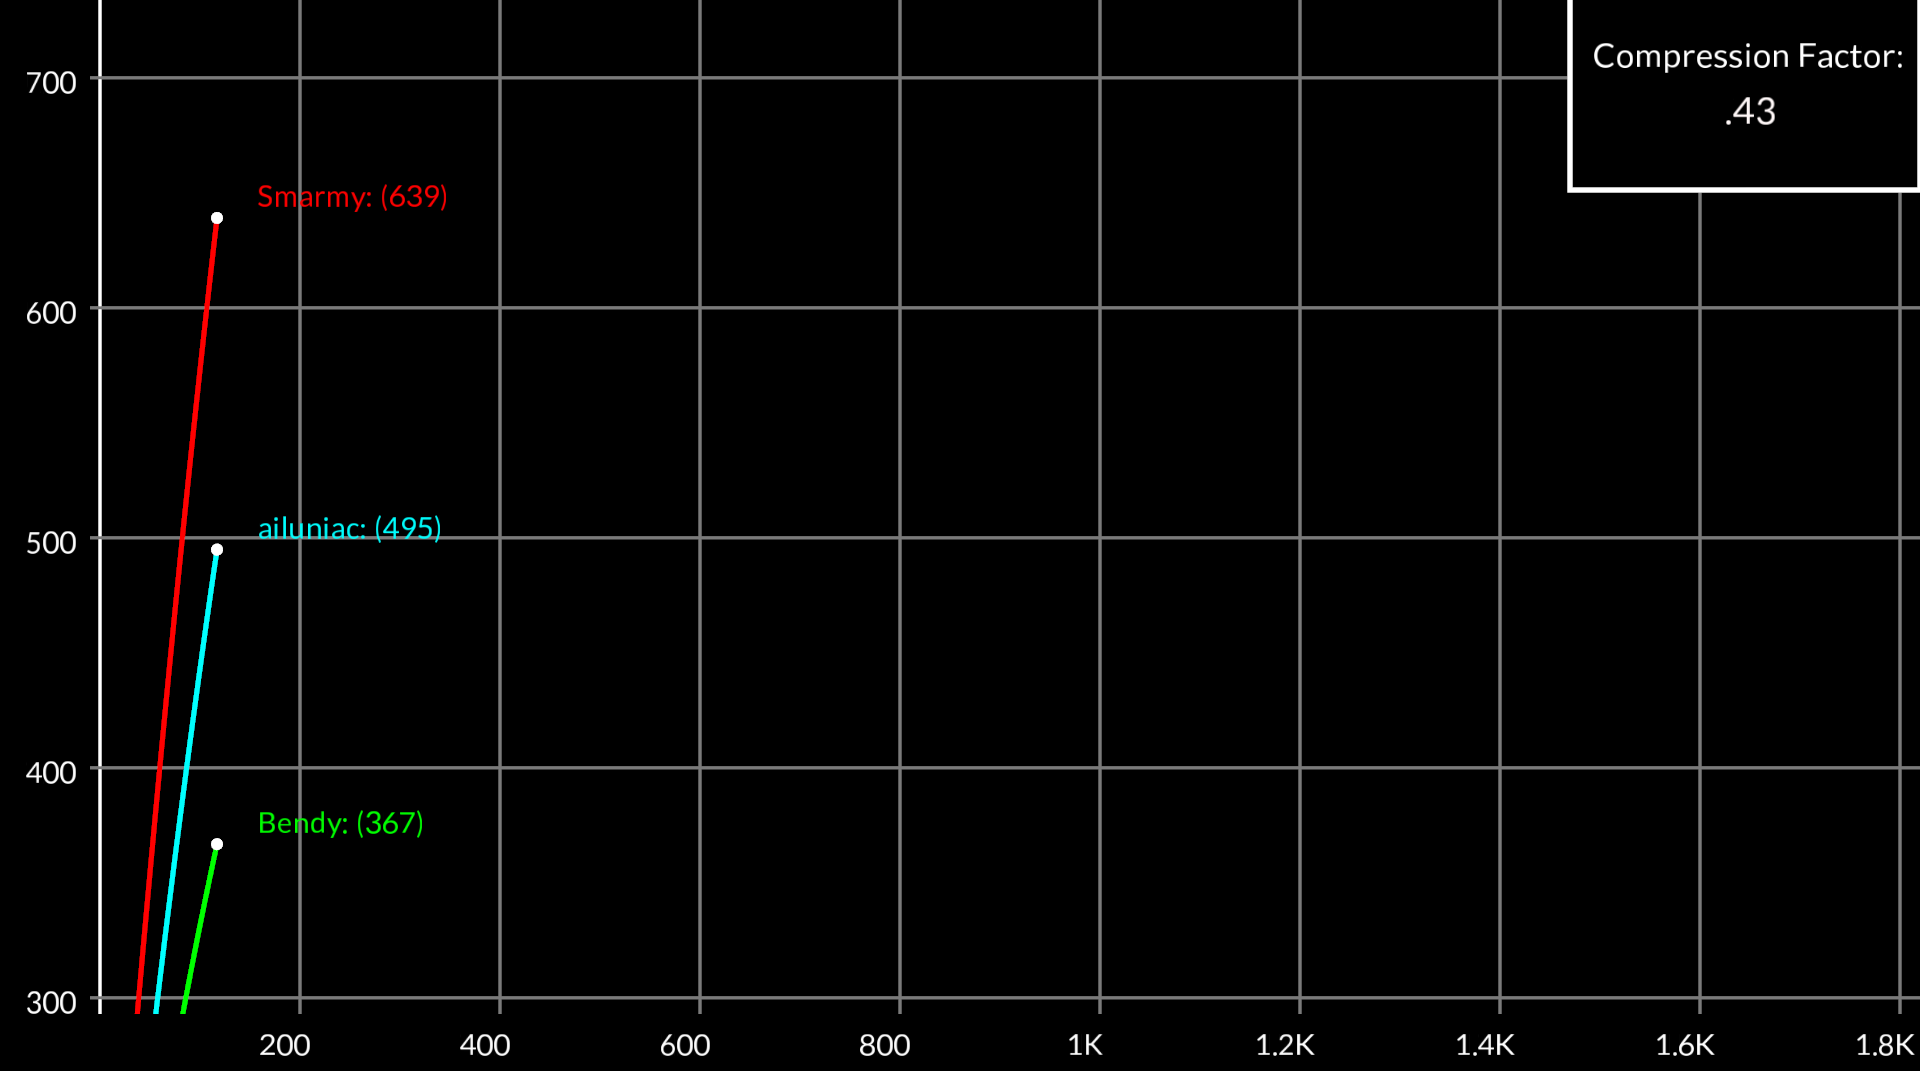 Compression Factor:
.43
700
Smarmy: (639)
600
ailuniac: (495)
500
400
Bendy: (367)
300
200 400 600 800 1K 1.2K 1.4K 1.6K 1.8K